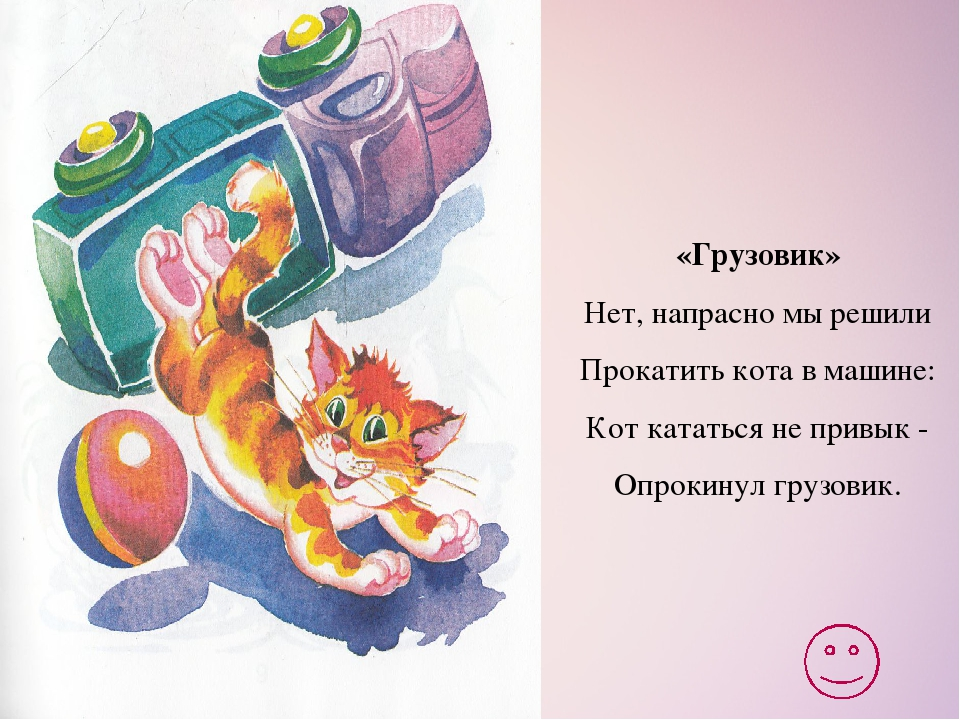 «Грузовик»
Нет, напрасно мы решили
Прокатить кота в машине:
Кот кататься не привык -
Опрокинул грузовик.